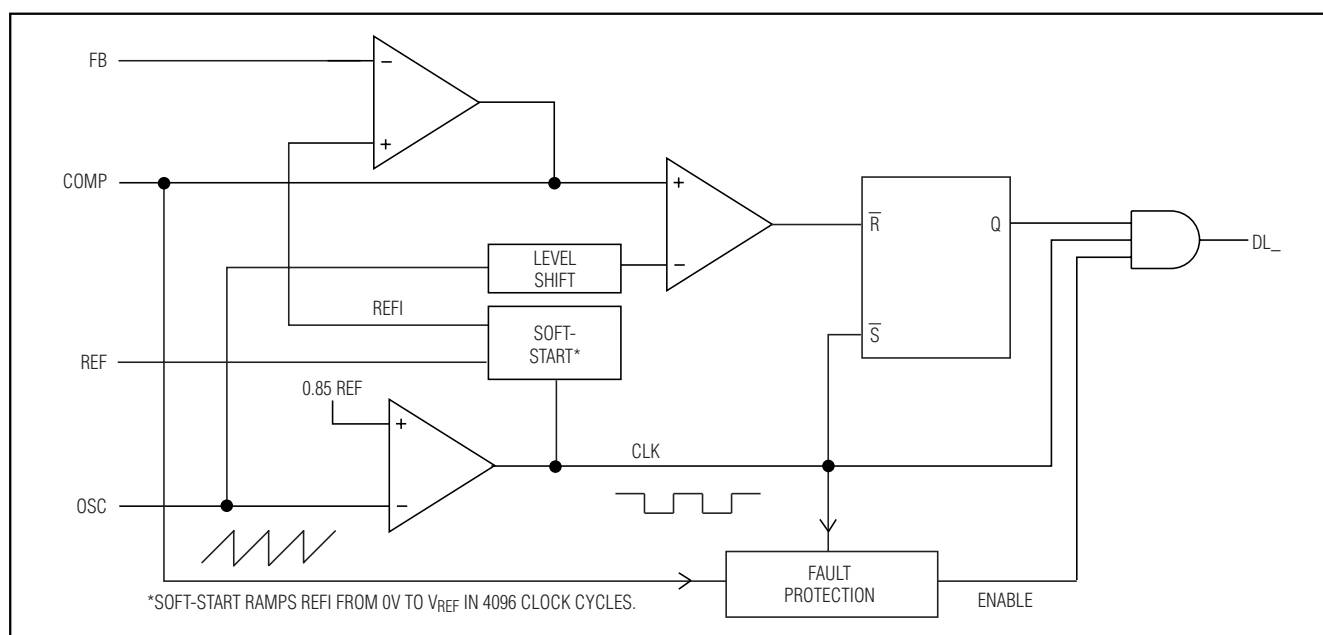 FB
−
+
COMP
+
−
R̅
Q
DL_
LEVEL
SHIFT
REFI
SOFT-
START*
S̅
REF
0.85 REF
+
CLK
OSC
−
FAULT
PROTECTION
ENABLE
*SOFT-START RAMPS REFI FROM 0V TO VREF IN 4096 CLOCK CYCLES.